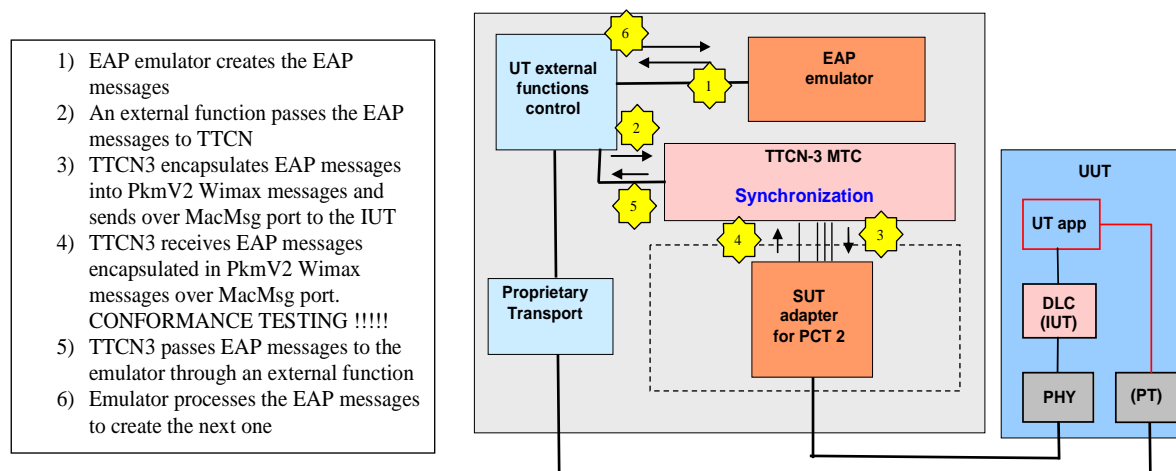 1) EAP emulator creates the EAP
messages
2) An external function passes the EAP
messages to TTCN
3) TTCN3 encapsulates EAP messages
into PkmV2 Wimax messages and
sends over MacMsg port to the IUT
4) TTCN3 receives EAP messages
encapsulated in PkmV2 Wimax
messages over MacMsg port.
CONFORMANCE TESTING !!!!!
5) TTCN3 passes EAP messages to the
emulator through an external function
6) Emulator processes the EAP messages
to create the next one
6
UT external
functions
control
EAP
emulator
1
2
TTCN-3 MTC
Synchronization
5
4
3
Proprietary
Transport
SUT
adapter
for PCT 2
UUT
UT app
DLC
(IUT)
PHY
(PT)